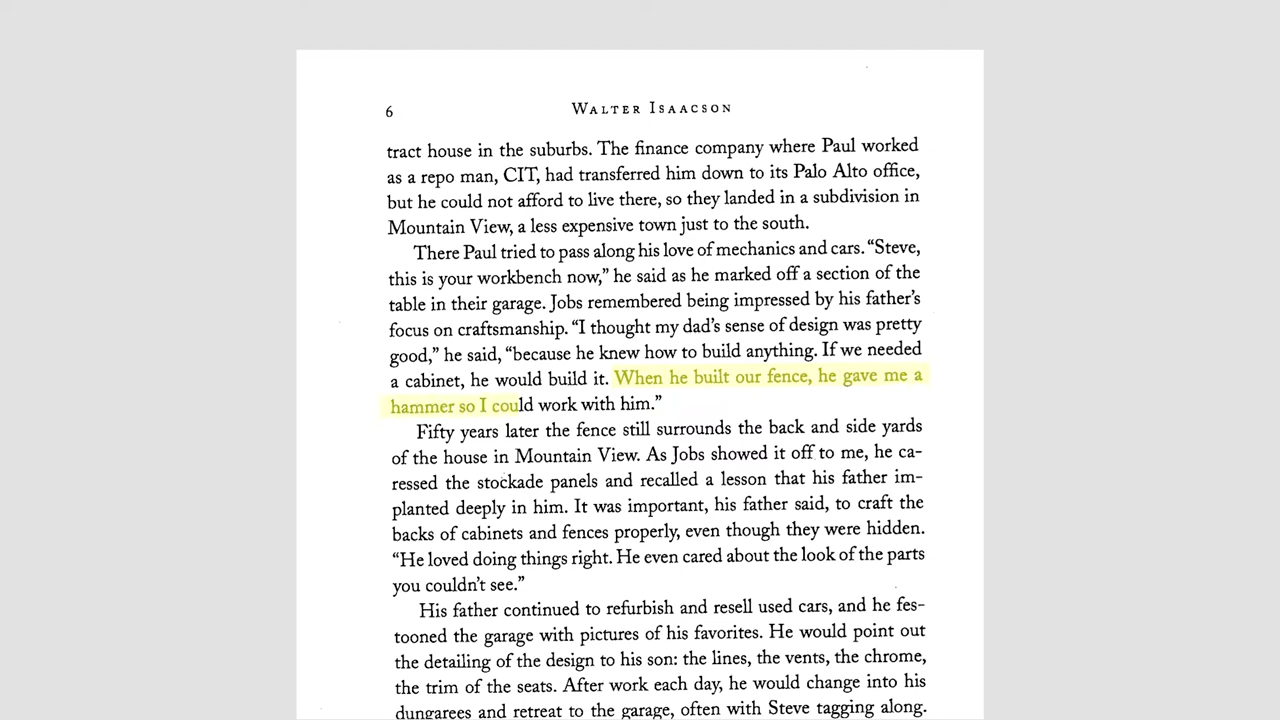 6
WALTER ISAACSON
tract house in the suburbs. The finance company where Paul worked
as a repo man, CIT, had transferred him down to its Palo Alto office,
but he could not afford to live there, so they landed in a subdivision in
Mountain View, a less expensive town just to the south.
There Paul tried to pass along his love of mechanics and cars. “Steve,
this is your workbench now,” he said as he marked off a section of the
table in their garage. Jobs remembered being impressed by his father’s
focus on craftsmanship. “I thought my dad’s sense of design was pretty
good,” he said, “because he knew how to build anything. If we needed
a cabinet, he would build it. When he built our fence, he gave me a
hammer so I could work with him.”
Fifty years later the fence still surrounds the back and side yards
of the house in Mountain View. As Jobs showed it off to me, he ca-
ressed the stockade panels and recalled a lesson that his father im-
planted deeply in him. It was important, his father said, to craft the
backs of cabinets and fences properly, even though they were hidden.
“He loved doing things right. He even cared about the look of the parts
you couldn’t see.”
His father continued to refurbish and resell used cars, and he fes-
tooned the garage with pictures of his favorites. He would point out
the detailing of the design to his son: the lines, the vents, the chrome,
the trim of the seats. After work each day, he would change into his
dungarees and retreat to the garage, often with Steve tagging along.